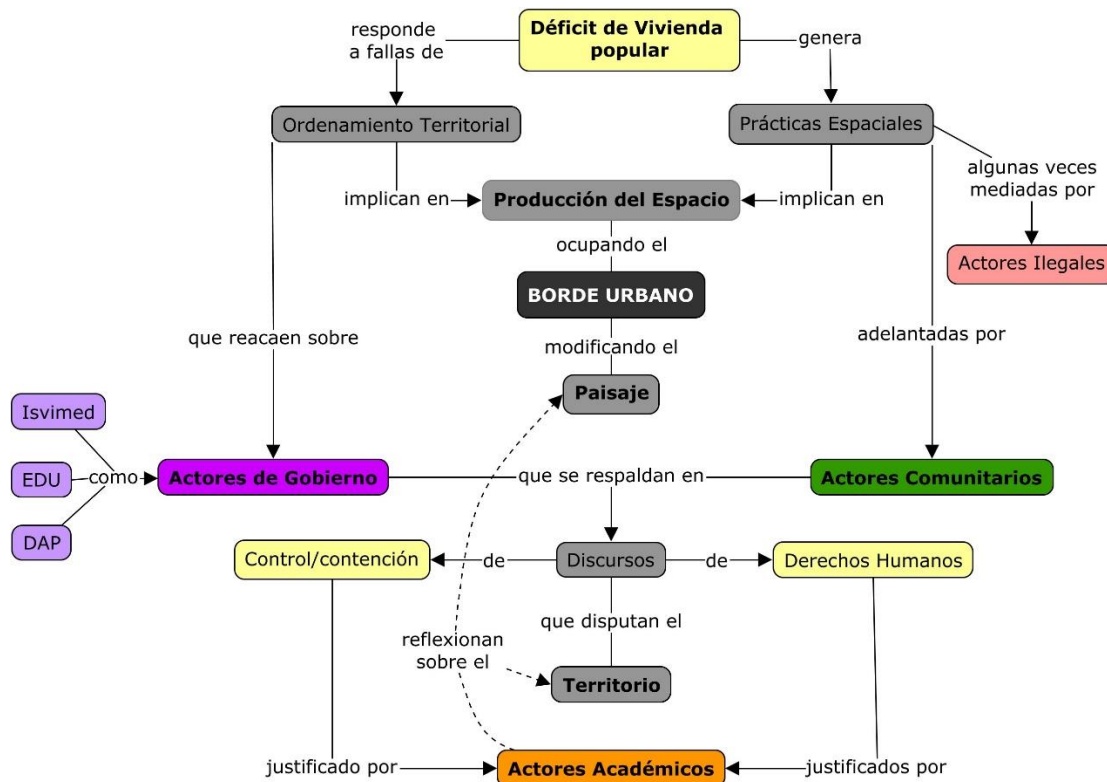 Déficit de Vivienda
popular
responde
a fallas de
genera
Ordenamiento Territorial
Prácticas Espaciales
algunas veces
mediadas por
implican en
Producción del Espacio
implican en
ocupando el
Actores Ilegales
BORDE URBANO
que reacaen sobre
modificando el
adelantadas por
Paisaje
Isvimed
EDU
como
DAP
Actores de Gobierno
que se respaldan en
Actores Comunitarios
Control/contención
de
Discursos
de
Derechos Humanos
que disputan el
reflexionan
sobre el
Territorio
justificado por
Actores Académicos
justificados por